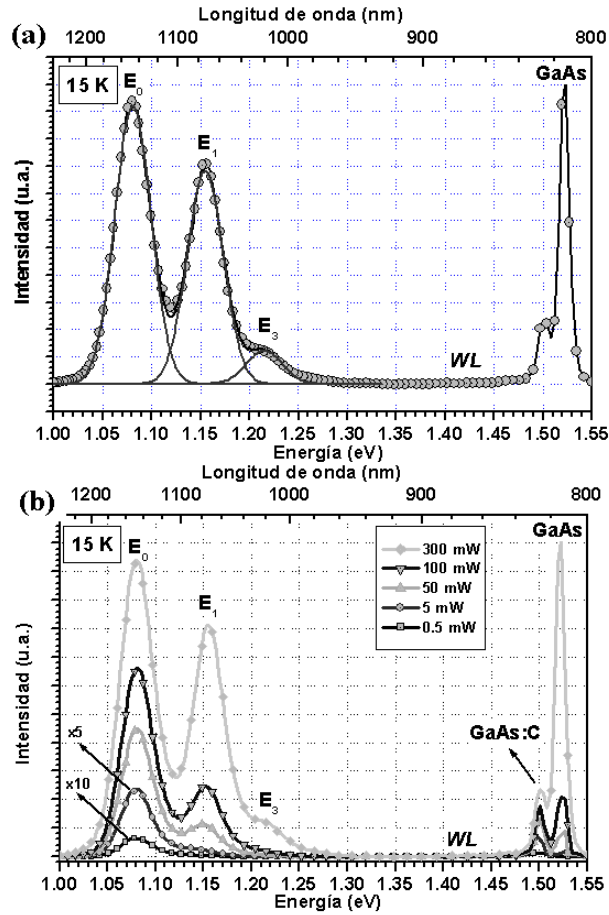 Longitud de onda (nm)
(a) 1200 1100 1000 900 800
15 K
E0
E1
E3
WL
GaAs
Intensidad (u.a.)
1.00 1.05 1.10 1.15 1.20 1.25 1.30 1.35 1.40 1.45 1.50 1.55
Energía (eV)
Longitud de onda (nm)
(b) 1200 1100 1000 900 800
15 K
E0
E1
E3
GaAs
300 mW
100 mW
50 mW
5 mW
0.5 mW
x5
x10
GaAs:C
WL
Intensidad (u.a.)
1.00 1.05 1.10 1.15 1.20 1.25 1.30 1.35 1.40 1.45 1.50 1.55
Energía (eV)